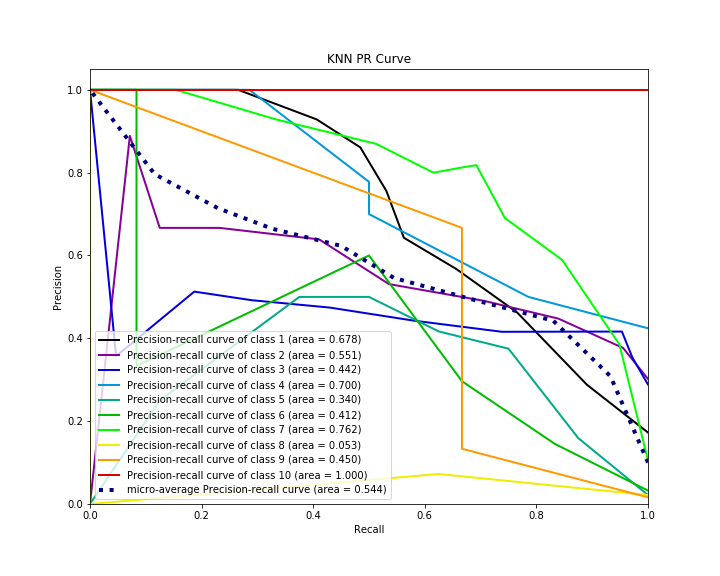 KNN PR Curve
Precision
1.0
0.8
0.6
0.4
0.2
0.0
Precision-recall curve of class 1 (area = 0.678)
Precision-recall curve of class 2 (area = 0.551)
Precision-recall curve of class 3 (area = 0.442)
Precision-recall curve of class 4 (area = 0.700)
Precision-recall curve of class 5 (area = 0.340)
Precision-recall curve of class 6 (area = 0.412)
Precision-recall curve of class 7 (area = 0.762)
Precision-recall curve of class 8 (area = 0.053)
Precision-recall curve of class 9 (area = 0.450)
Precision-recall curve of class 10 (area = 1.000)
micro-average Precision-recall curve (area = 0.544)
0.0 0.2 0.4 0.6 0.8 1.0
Recall